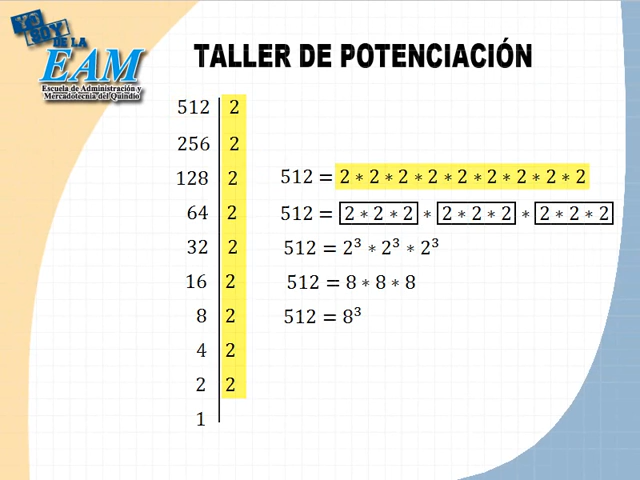 YO
SOY
DE LA
EAM
Escuela de Administración y
Mercadotecnia del Quindío
TALLER DE POTENCIACIÓN
512 2
256 2
128 2
64 2
32 2
16 2
8 2
4 2
2 2
1
512 = 2 ∗ 2 ∗ 2 ∗ 2 ∗ 2 ∗ 2 ∗ 2 ∗ 2 ∗ 2
512 = 2 ∗ 2 ∗ 2 ∗ 2 ∗ 2 ∗ 2 ∗ 2 ∗ 2 ∗ 2
512 = 2³ ∗ 2³ ∗ 2³
512 = 8 ∗ 8 ∗ 8
512 = 8³